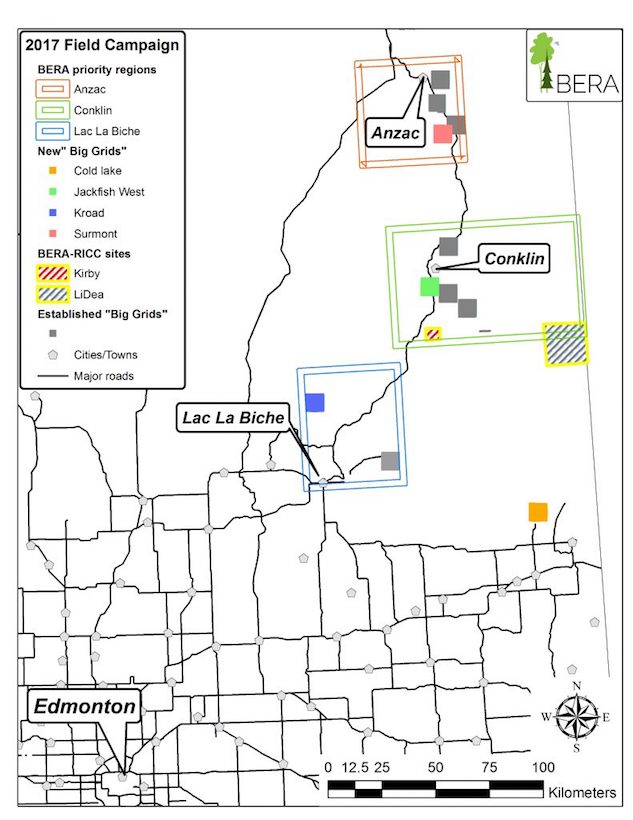 2017 Field Campaign
BERA priority regions
Anzac
Conklin
Lac La Biche
New" Big Grids"
Cold lake
Jackfish West
Kroad
Surmont
BERA-RICC sites
Kirby
LiDea
Established "Big Grids"
Cities/Towns
Major roads
BERA
Anzac
Conklin
Lac La Biche
Edmonton
N
W E
S
0 12.5 25 50 75 100
Kilometers